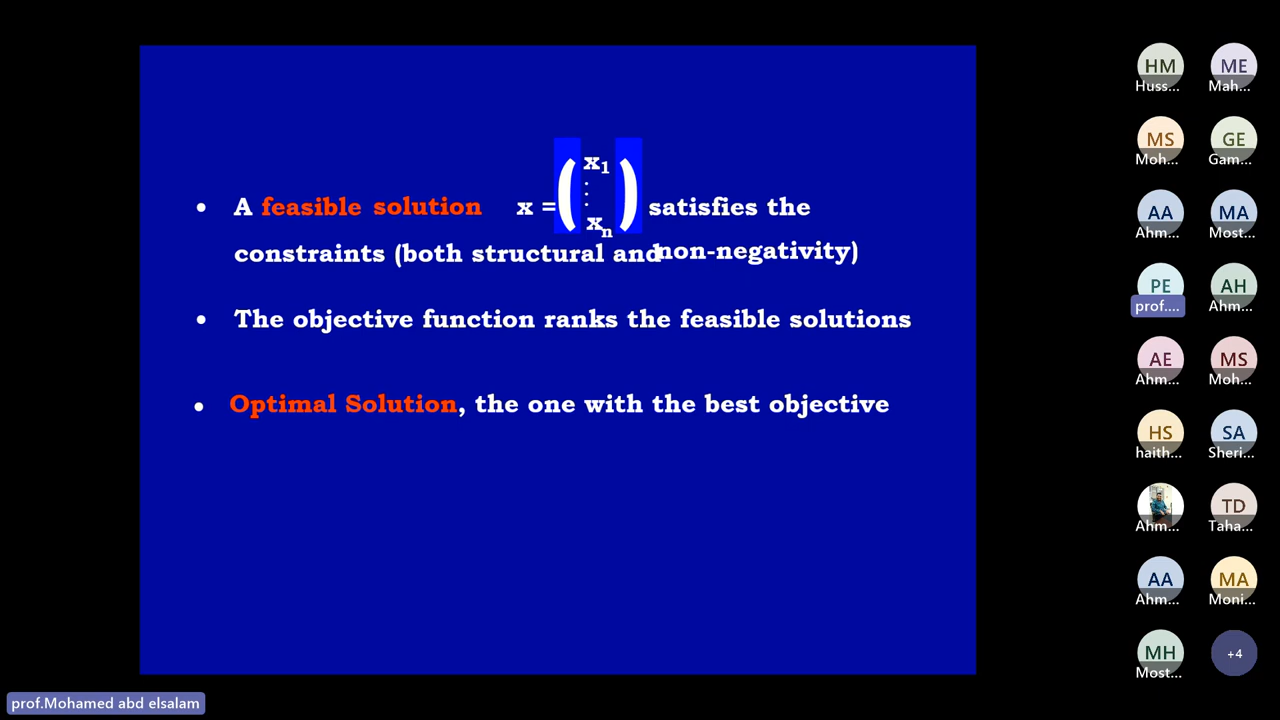 HM
ME
Huss...
Mah...
MS
GE
Moh...
Gam...
• A feasible solution x = ( x1 ⋮ xn ) satisfies the
constraints (both structural and non-negativity)
AA
MA
Ahm...
Most...
PE
AH
prof....
Ahm...
• The objective function ranks the feasible solutions
AE
MS
Ahm...
Moh...
• Optimal Solution, the one with the best objective
HS
SA
haith...
Sheri...
TD
Ahm...
Taha...
AA
MA
Ahm...
Moni...
MH
+4
Most...
prof.Mohamed abd elsalam